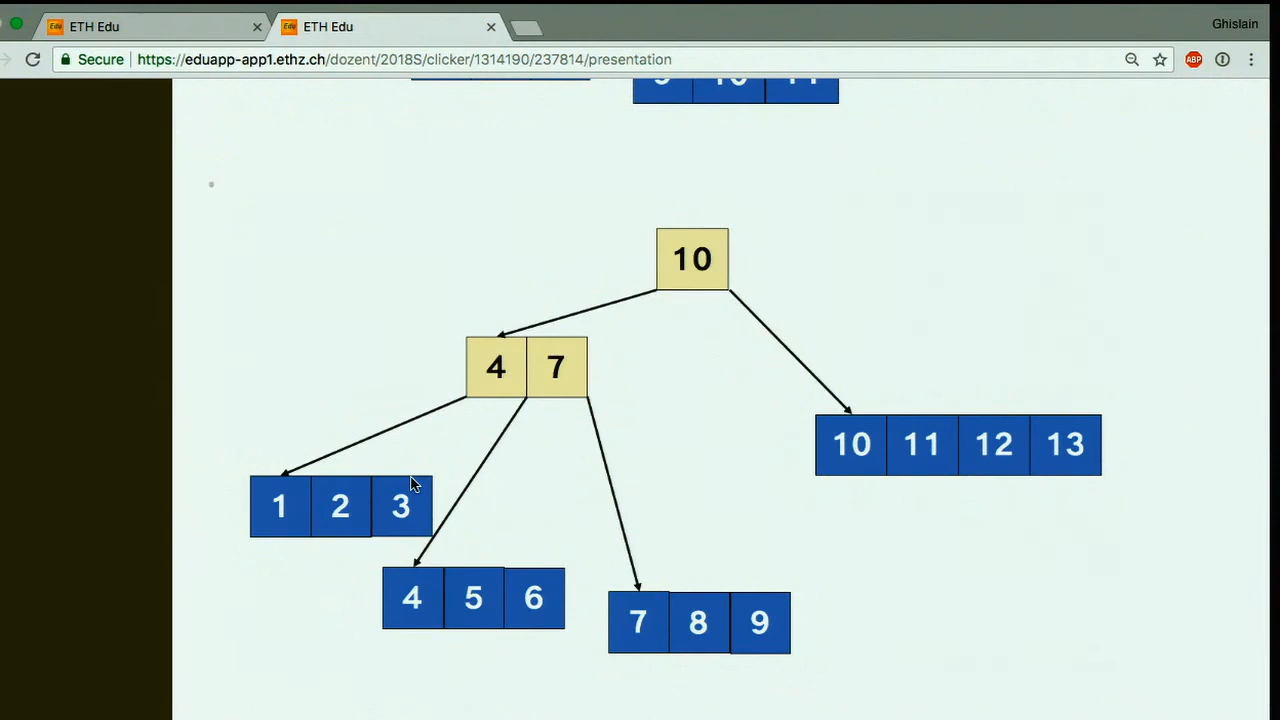 ETH Edu
ETH Edu
Ghislain
Secure https://eduapp-app1.ethz.ch/dozent/2018S/clicker/1314190/237814/presentation
ABP
10
4 7
10 11 12 13
1 2 3
4 5 6
7 8 9